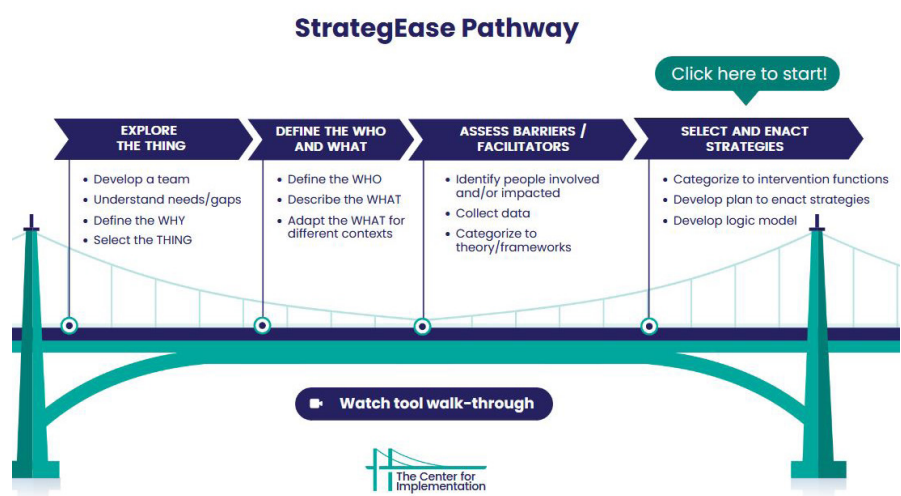 StrategEase Pathway
Click here to start!
EXPLORE
THE THING
• Develop a team
• Understand needs/gaps
• Define the WHY
• Select the THING
DEFINE THE WHO
AND WHAT
• Define the WHO
• Describe the WHAT
• Adapt the WHAT for
different contexts
ASSESS BARRIERS /
FACILITATORS
• Identify people involved
and/or impacted
• Collect data
• Categorize to
theory/frameworks
SELECT AND ENACT
STRATEGIES
• Categorize to intervention functions
• Develop plan to enact strategies
• Develop logic model
Watch tool walk-through
The Center for
Implementation